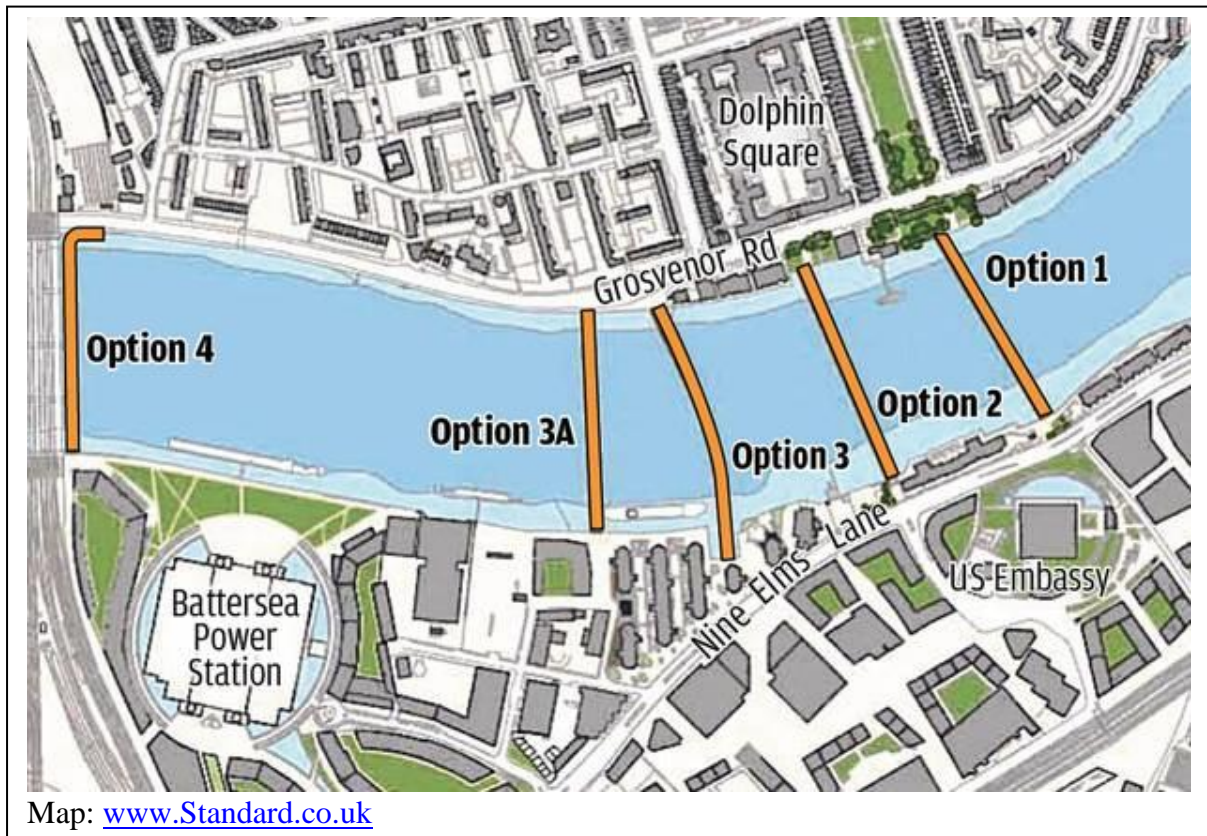 Dolphin
Square
Grosvenor Rd
Option 1
Option 4
Option 2
Option 3A
Option 3
Nine Elms Lane
US Embassy
Battersea
Power
Station
Map: www.Standard.co.uk